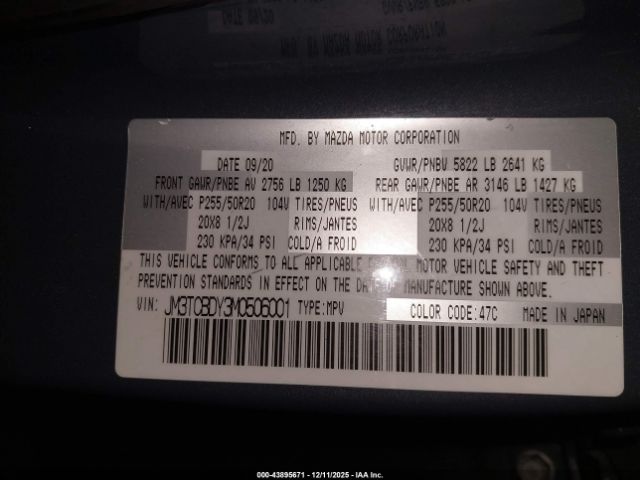 MFD. BY MAZDA MOTOR CORPORATION
DATE 09/20 GVWR/PNBV 5822 LB 2641 KG
FRONT GAWR/PNBE AV 2756 LB 1250 KG REAR GAWR/PNBE AR 3146 LB 1427 KG
WITH/AVEC P255/50R20 104V TIRES/PNEUS WITH/AVEC P255/50R20 104V TIRES/PNEUS
20X8 1/2J RIMS/JANTES 20X8 1/2J RIMS/JANTES
230 KPA/34 PSI COLD/A FROID 230 KPA/34 PSI COLD/A FROID
THIS VEHICLE CONFORMS TO ALL APPLICABLE FEDERAL MOTOR VEHICLE SAFETY AND THEFT
PREVENTION STANDARDS IN EFFECT ON THE DATE OF MANUFACTURE SHOWN ABOVE.
VIN: JM3TCBDY3M0506001 TYPE:MPV COLOR CODE:47C MADE IN JAPAN
000-43895671 - 12/11/2025 - IAA Inc.